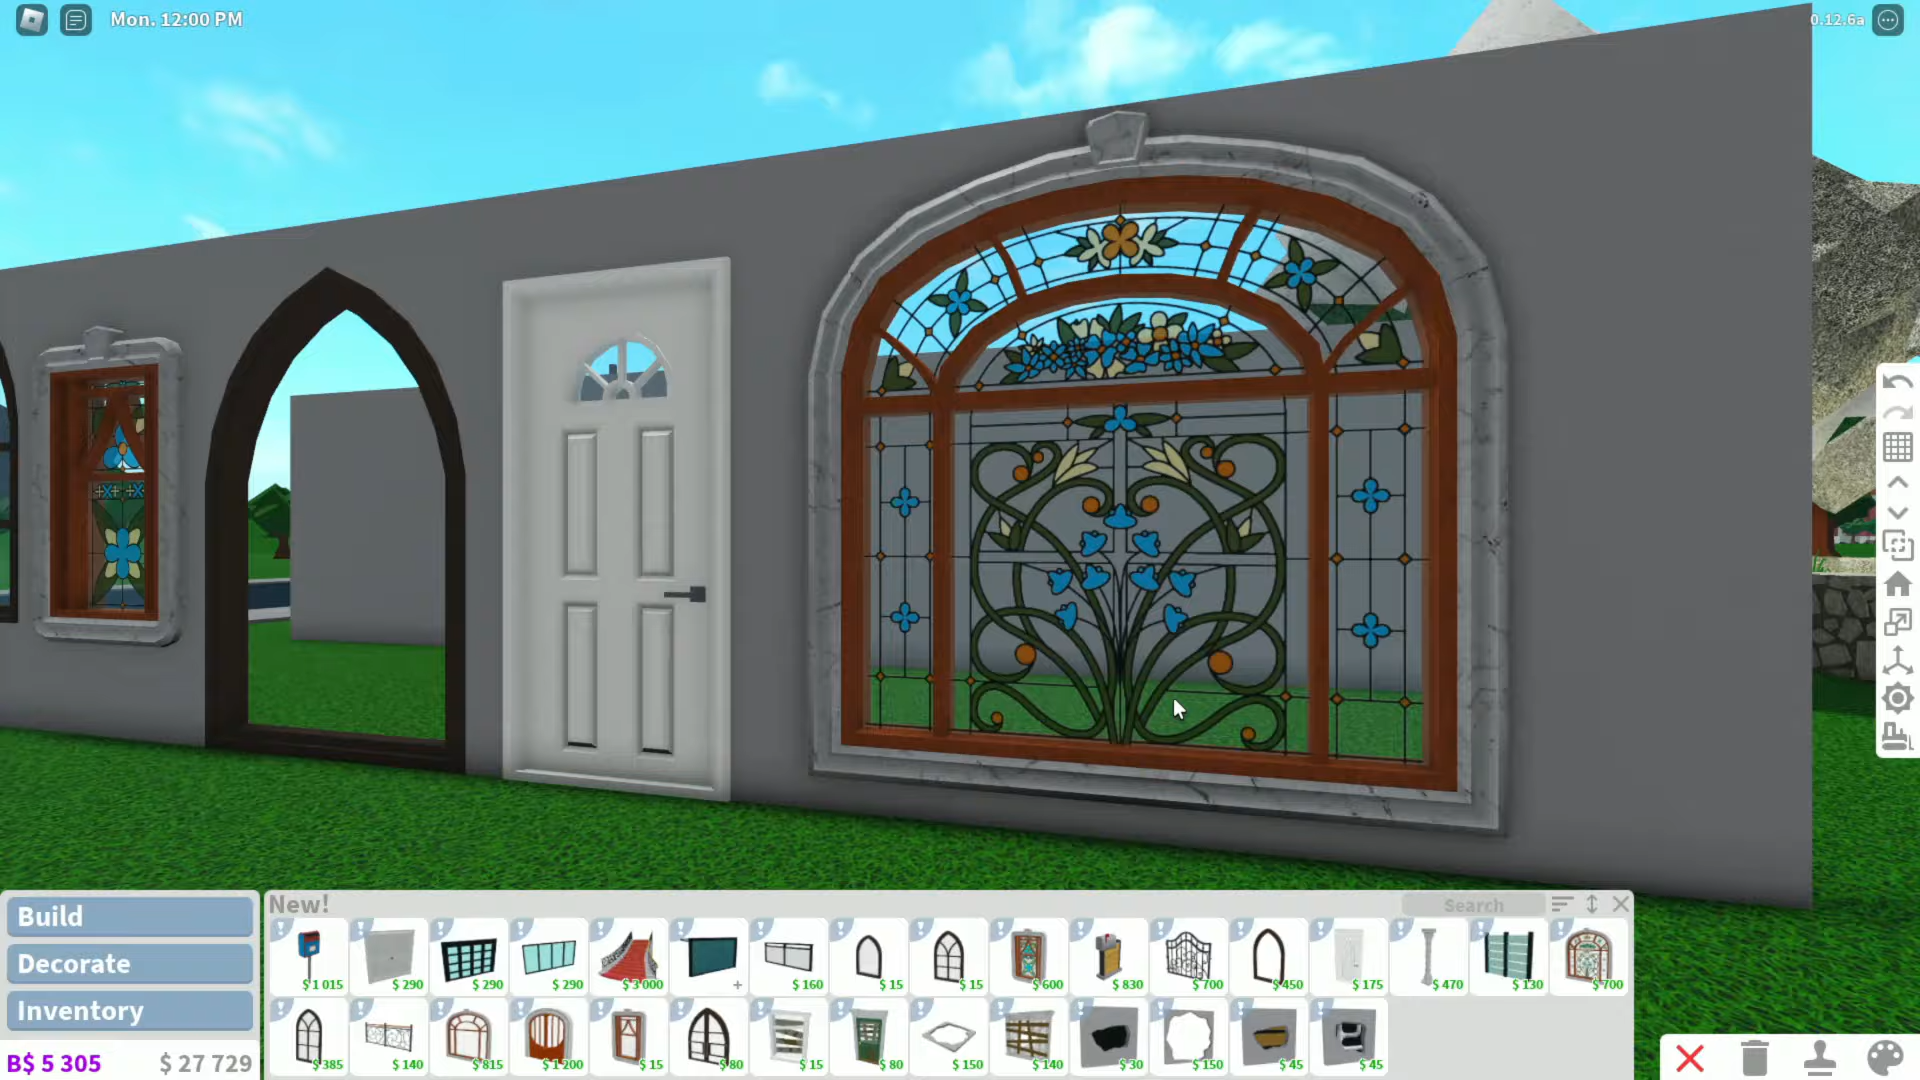 Mon. 12:00 PM
0.12.6a
Build
Decorate
Inventory
B$ 5 305
$ 27 729
New!
Search
$ 1 015
$ 290
$ 290
$ 290
$ 3 000
+
$ 160
$ 15
$ 15
$ 600
$ 830
$ 700
$ 450
$ 175
$ 470
$ 130
$ 700
$ 385
$ 140
$ 815
$ 1 200
$ 15
$ 80
$ 15
$ 80
$ 150
$ 140
$ 30
$ 150
$ 45
$ 45